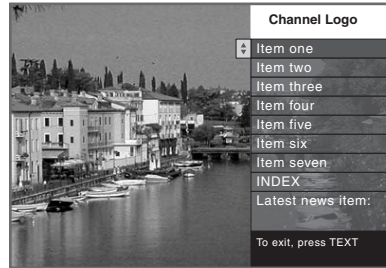 Channel Logo
Item one
Item two
Item three
Item four
Item five
Item six
Item seven
INDEX
Latest news item:
To exit, press TEXT